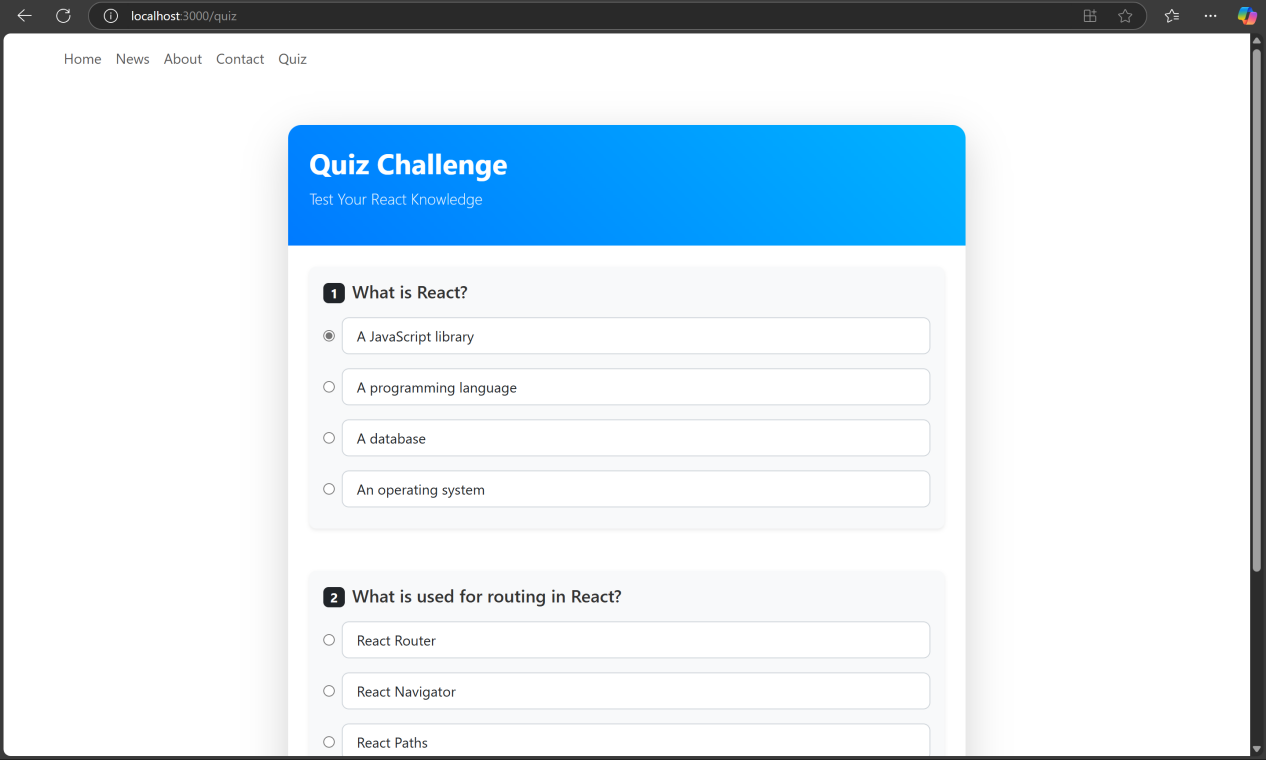 localhost:3000/quiz
Home News About Contact Quiz
Quiz Challenge
Test Your React Knowledge
1 What is React?
A JavaScript library
A programming language
A database
An operating system
2 What is used for routing in React?
React Router
React Navigator
React Paths